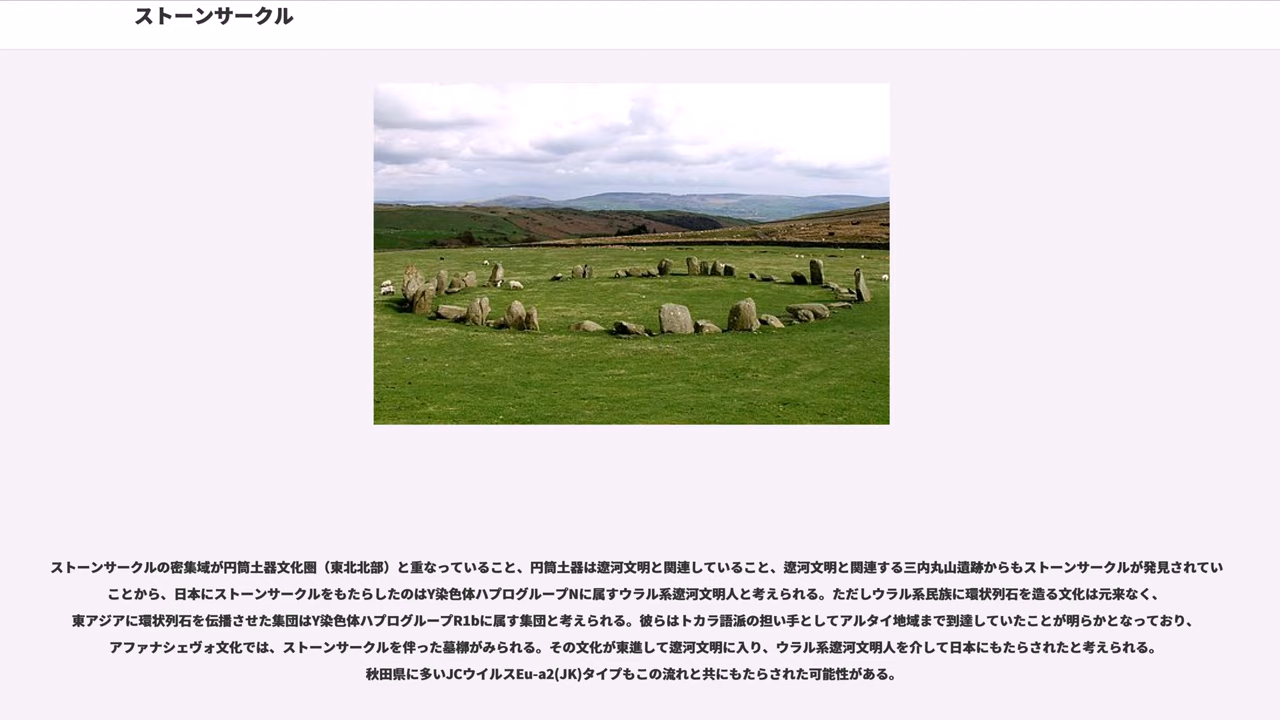 ストーンサークル
ストーンサークルの密集域が円筒土器文化圏（東北北部）と重なっていること、円筒土器は遼河文明と関連していること、遼河文明と関連する三内丸山遺跡からもストーンサークルが発見されてい
ことから、日本にストーンサークルをもたらしたのはY染色体ハプログループNに属すウラル系遼河文明人と考えられる。ただしウラル系民族に環状列石を造る文化は元来なく、
東アジアに環状列石を伝播させた集団はY染色体ハプログループR1bに属す集団と考えられる。彼らはトカラ語派の担い手としてアルタイ地域まで到達していたことが明らかとなっており、
アファナシェヴォ文化では、ストーンサークルを伴った墓槨がみられる。その文化が東進して遼河文明に入り、ウラル系遼河文明人を介して日本にもたらされたと考えられる。
秋田県に多いJCウイルスEu-a2(JK)タイプもこの流れと共にもたらされた可能性がある。